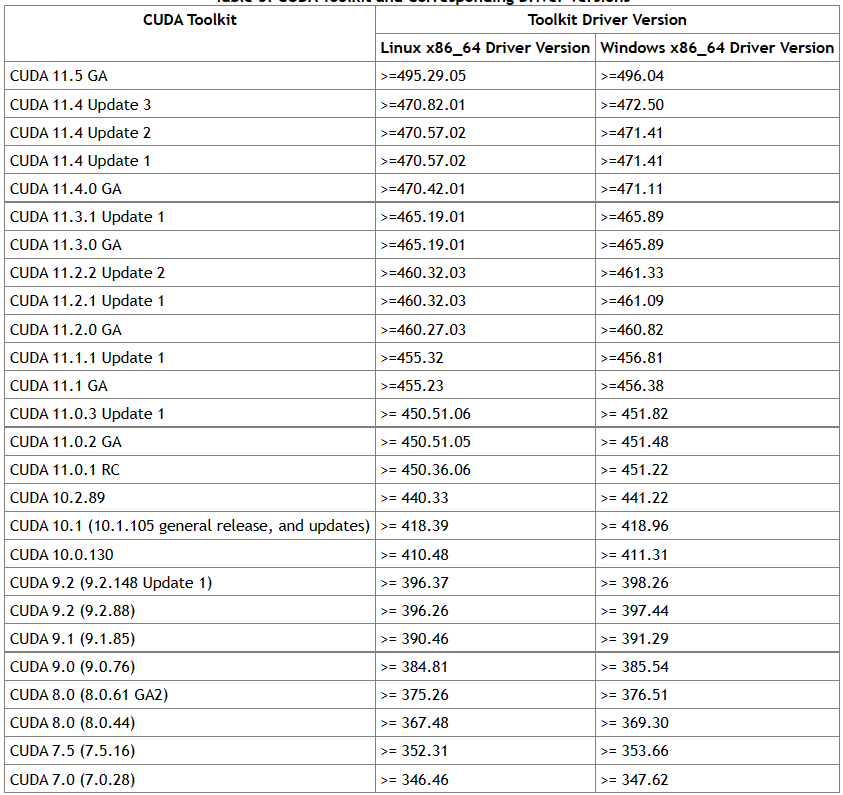 Table 3. CUDA Toolkit and Corresponding Driver Versions
CUDA Toolkit Toolkit Driver Version
Linux x86_64 Driver Version Windows x86_64 Driver Version
CUDA 11.5 GA >=495.29.05 >=496.04
CUDA 11.4 Update 3 >=470.82.01 >=472.50
CUDA 11.4 Update 2 >=470.57.02 >=471.41
CUDA 11.4 Update 1 >=470.57.02 >=471.41
CUDA 11.4.0 GA >=470.42.01 >=471.11
CUDA 11.3.1 Update 1 >=465.19.01 >=465.89
CUDA 11.3.0 GA >=465.19.01 >=465.89
CUDA 11.2.2 Update 2 >=460.32.03 >=461.33
CUDA 11.2.1 Update 1 >=460.32.03 >=461.09
CUDA 11.2.0 GA >=460.27.03 >=460.82
CUDA 11.1.1 Update 1 >=455.32 >=456.81
CUDA 11.1 GA >=455.23 >=456.38
CUDA 11.0.3 Update 1 >= 450.51.06 >= 451.82
CUDA 11.0.2 GA >= 450.51.05 >= 451.48
CUDA 11.0.1 RC >= 450.36.06 >= 451.22
CUDA 10.2.89 >= 440.33 >= 441.22
CUDA 10.1 (10.1.105 general release, and updates) >= 418.39 >= 418.96
CUDA 10.0.130 >= 410.48 >= 411.31
CUDA 9.2 (9.2.148 Update 1) >= 396.37 >= 398.26
CUDA 9.2 (9.2.88) >= 396.26 >= 397.44
CUDA 9.1 (9.1.85) >= 390.46 >= 391.29
CUDA 9.0 (9.0.76) >= 384.81 >= 385.54
CUDA 8.0 (8.0.61 GA2) >= 375.26 >= 376.51
CUDA 8.0 (8.0.44) >= 367.48 >= 369.30
CUDA 7.5 (7.5.16) >= 352.31 >= 353.66
CUDA 7.0 (7.0.28) >= 346.46 >= 347.62